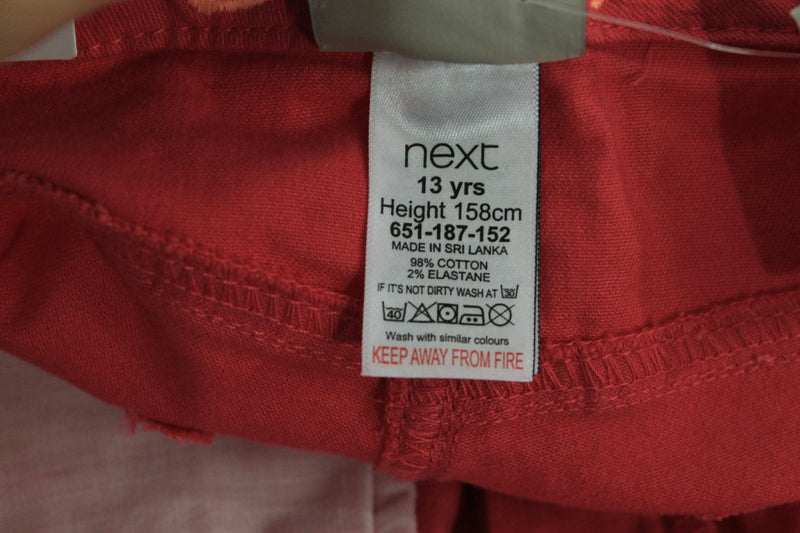 next
13 yrs
Height 158cm
651-187-152
MADE IN SRI LANKA
98% COTTON
2% ELASTANE
IF IT'S NOT DIRTY WASH AT 30
40
Wash with similar colours
KEEP AWAY FROM FIRE